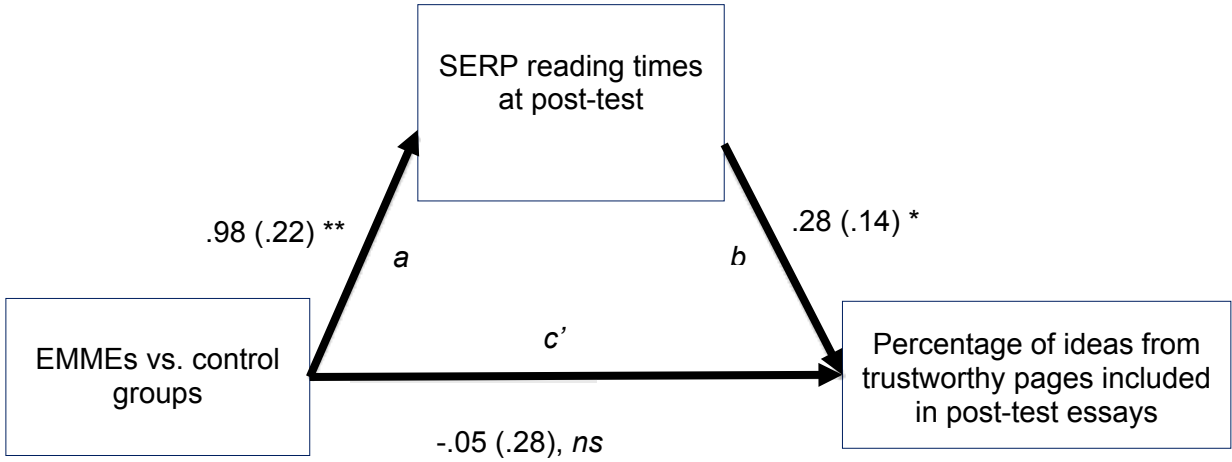 SERP reading times
at post-test
.98 (.22) **
.28 (.14) *
a
b
c’
EMMEs vs. control
groups
Percentage of ideas from
trustworthy pages included
in post-test essays
-.05 (.28), ns